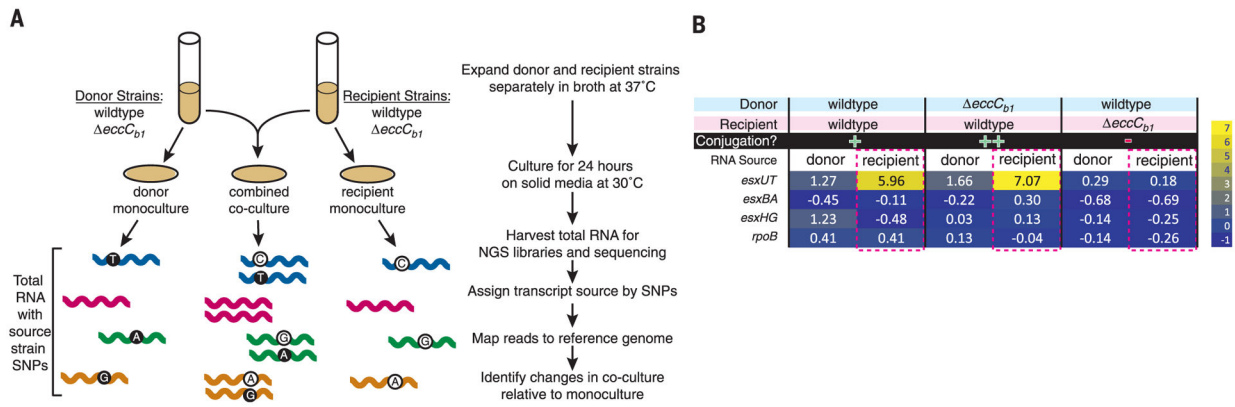 A
Donor Strains:
wildtype
ΔeccC_b1
Recipient Strains:
wildtype
ΔeccC_b1
donor
monoculture
combined
co-culture
recipient
monoculture
Total
RNA
with
source
strain
SNPs
T
C
T
C
A
G
A
G
G
A
G
A
Expand donor and recipient strains
separately in broth at 37˚C
Culture for 24 hours
on solid media at 30˚C
Harvest total RNA for
NGS libraries and sequencing
Assign transcript source by SNPs
Map reads to reference genome
Identify changes in co-culture
relative to monoculture
B
Donor wildtype ΔeccC_b1 wildtype
Recipient wildtype wildtype ΔeccC_b1
Conjugation? + ++ -
RNA Source donor recipient donor recipient donor recipient
esxUT 1.27 5.96 1.66 7.07 0.29 0.18
esxBA -0.45 -0.11 -0.22 0.30 -0.68 -0.69
esxHG 1.23 -0.48 0.03 0.13 -0.14 -0.25
rpoB 0.41 0.41 0.13 -0.04 -0.14 -0.26
7
6
5
4
3
2
1
0
-1